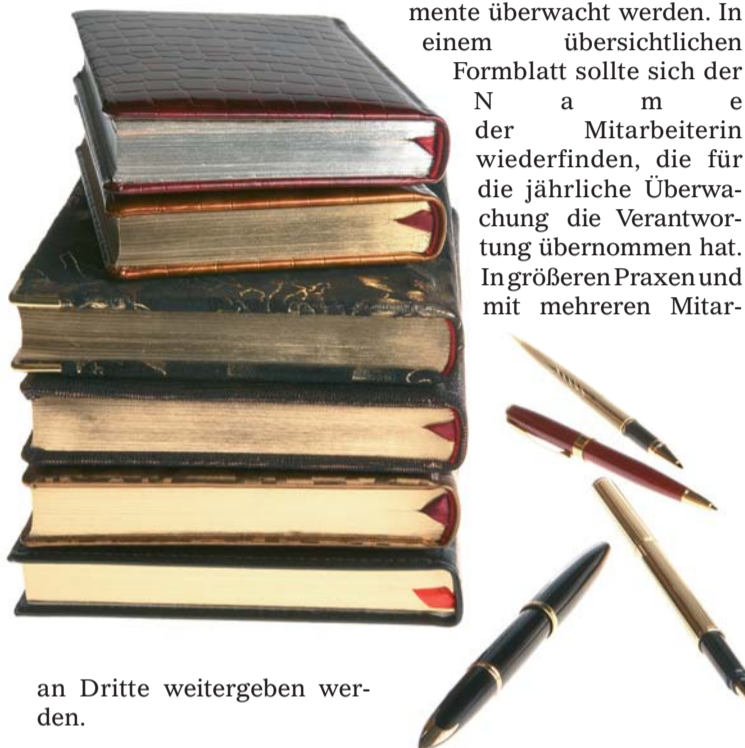 mente überwacht werden. In
einem übersichtlichen
Formblatt sollte sich der
N a m e
der Mitarbeiterin
wiederfinden, die für
die jährliche Überwa-
chung die Verantwor-
tung übernommen hat.
In größeren Praxen und
mit mehreren Mitar-
an Dritte weitergeben wer-
den.